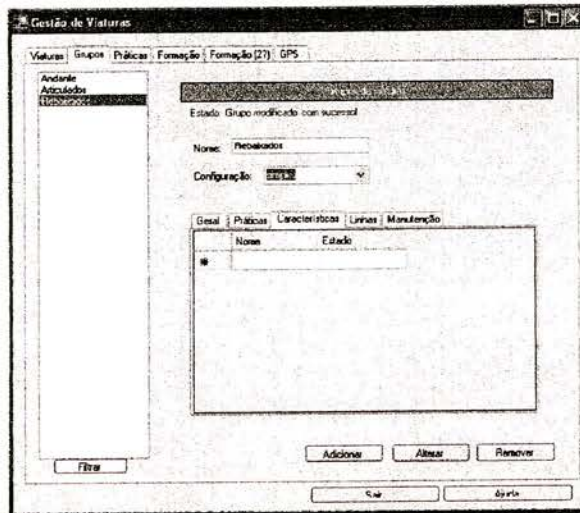 Gestão de Viaturas
Viaturas Grupos Práticas Formação Formação [27] GPS
Andante
Articulados
Rebaixados
Estado: Grupo modificado com sucesso!
Nome: Rebaixados
Configuração:
Geral Práticas Características Linhas Manutenção
Nome Estado
Adicionar Alterar Remover
Filtrar
Sair Ajuda